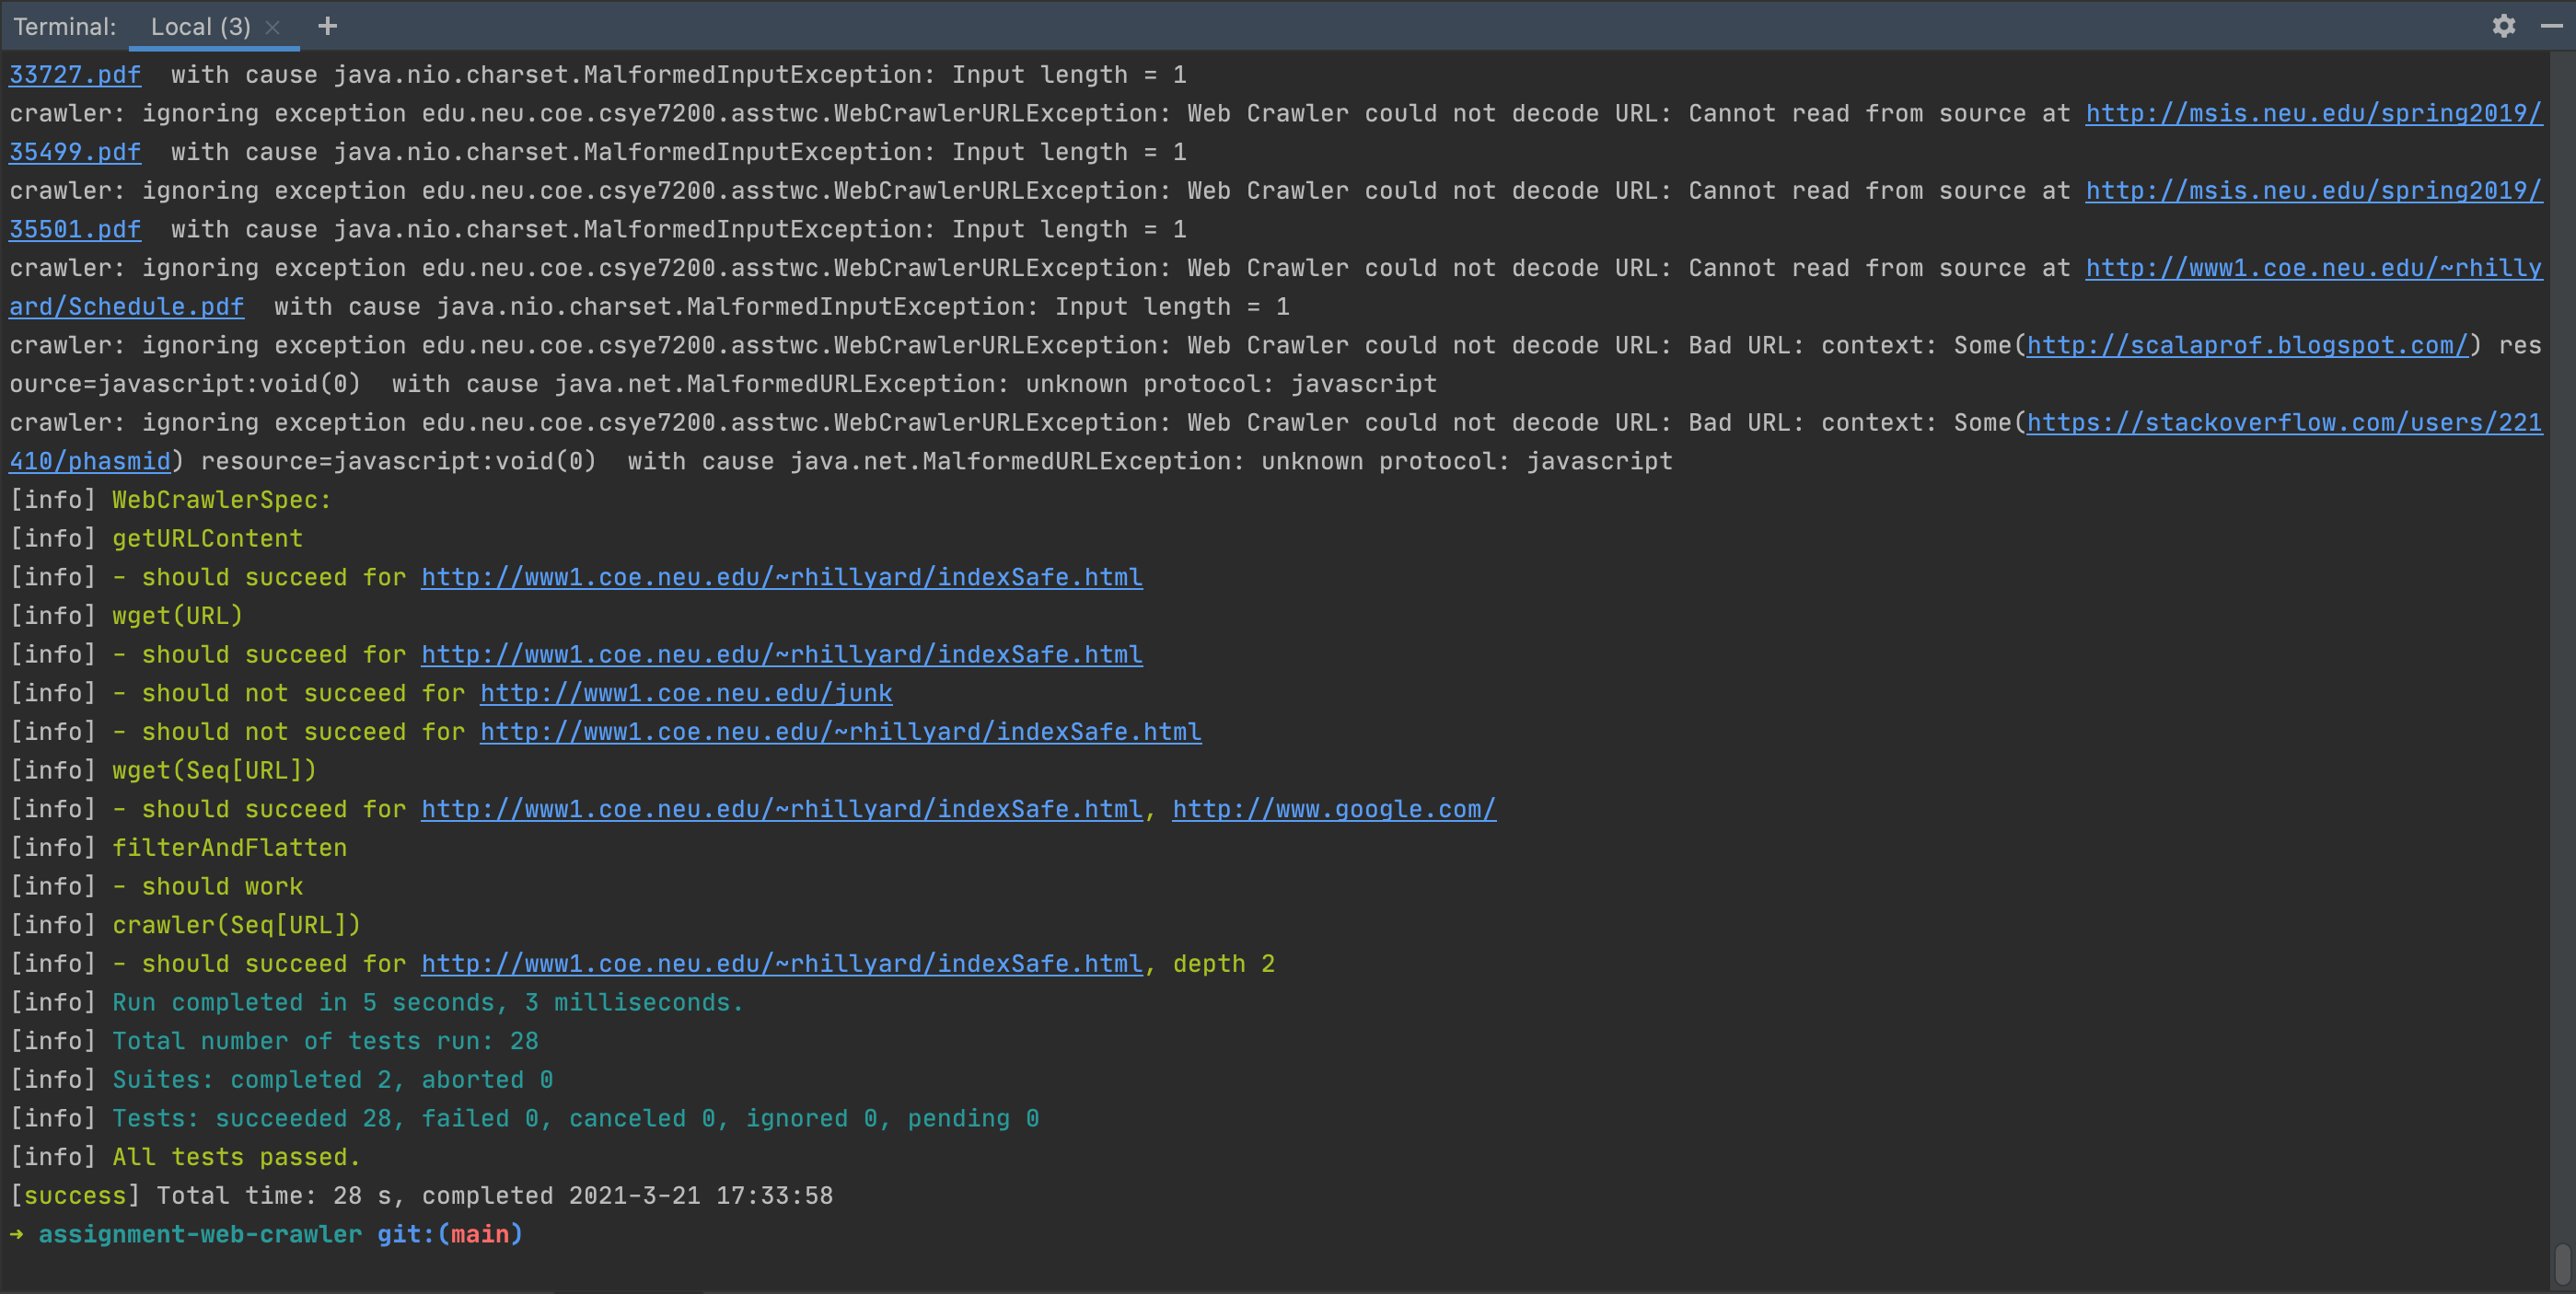 Terminal: Local (3) × +
33727.pdf  with cause java.nio.charset.MalformedInputException: Input length = 1
crawler: ignoring exception edu.neu.coe.csye7200.asstwc.WebCrawlerURLException: Web Crawler could not decode URL: Cannot read from source at http://msis.neu.edu/spring2019/
35499.pdf  with cause java.nio.charset.MalformedInputException: Input length = 1
crawler: ignoring exception edu.neu.coe.csye7200.asstwc.WebCrawlerURLException: Web Crawler could not decode URL: Cannot read from source at http://msis.neu.edu/spring2019/
35501.pdf  with cause java.nio.charset.MalformedInputException: Input length = 1
crawler: ignoring exception edu.neu.coe.csye7200.asstwc.WebCrawlerURLException: Web Crawler could not decode URL: Cannot read from source at http://www1.coe.neu.edu/~rhilly
ard/Schedule.pdf  with cause java.nio.charset.MalformedInputException: Input length = 1
crawler: ignoring exception edu.neu.coe.csye7200.asstwc.WebCrawlerURLException: Web Crawler could not decode URL: Bad URL: context: Some(http://scalaprof.blogspot.com/) res
ource=javascript:void(0)  with cause java.net.MalformedURLException: unknown protocol: javascript
crawler: ignoring exception edu.neu.coe.csye7200.asstwc.WebCrawlerURLException: Web Crawler could not decode URL: Bad URL: context: Some(https://stackoverflow.com/users/221
410/phasmid) resource=javascript:void(0)  with cause java.net.MalformedURLException: unknown protocol: javascript
[info] WebCrawlerSpec:
[info] getURLContent
[info] - should succeed for http://www1.coe.neu.edu/~rhillyard/indexSafe.html
[info] wget(URL)
[info] - should succeed for http://www1.coe.neu.edu/~rhillyard/indexSafe.html
[info] - should not succeed for http://www1.coe.neu.edu/junk
[info] - should not succeed for http://www1.coe.neu.edu/~rhillyard/indexSafe.html
[info] wget(Seq[URL])
[info] - should succeed for http://www1.coe.neu.edu/~rhillyard/indexSafe.html, http://www.google.com/
[info] filterAndFlatten
[info] - should work
[info] crawler(Seq[URL])
[info] - should succeed for http://www1.coe.neu.edu/~rhillyard/indexSafe.html, depth 2
[info] Run completed in 5 seconds, 3 milliseconds.
[info] Total number of tests run: 28
[info] Suites: completed 2, aborted 0
[info] Tests: succeeded 28, failed 0, canceled 0, ignored 0, pending 0
[info] All tests passed.
[success] Total time: 28 s, completed 2021-3-21 17:33:58
→ assignment-web-crawler git:(main)